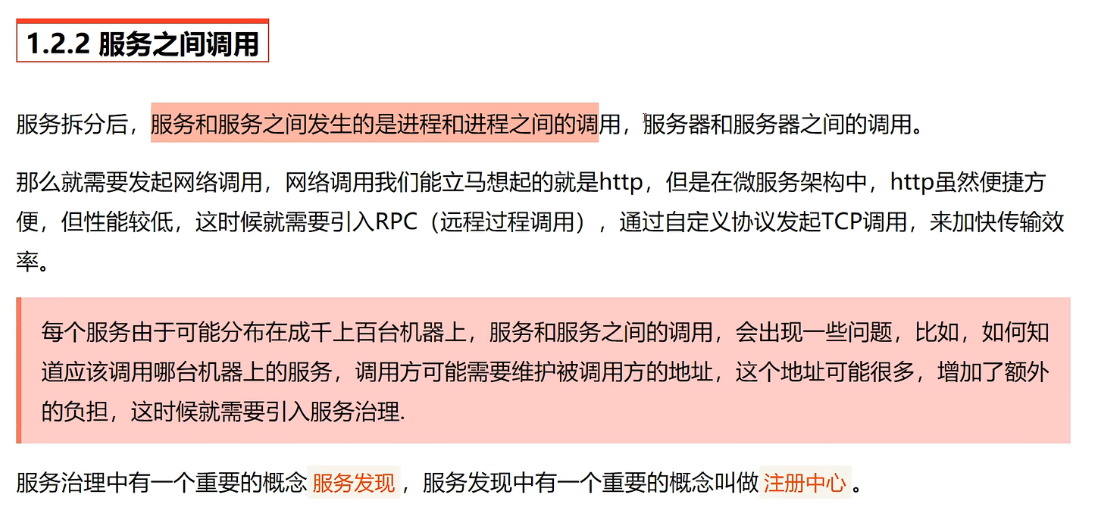 1.2.2 服务之间调用
服务拆分后，服务和服务之间发生的是进程和进程之间的调用，服务器和服务器之间的调用。
那么就需要发起网络调用，网络调用我们能立马想起的就是http，但是在微服务架构中，http虽然便捷方
便，但性能较低，这时候就需要引入RPC（远程过程调用），通过自定义协议发起TCP调用，来加快传输效
率。
每个服务由于可能分布在成千上百台机器上，服务和服务之间的调用，会出现一些问题，比如，如何知
道应该调用哪台机器上的服务，调用方可能需要维护被调用方的地址，这个地址可能很多，增加了额外
的负担，这时候就需要引入服务治理.
服务治理中有一个重要的概念 服务发现 ，服务发现中有一个重要的概念叫做 注册中心 。